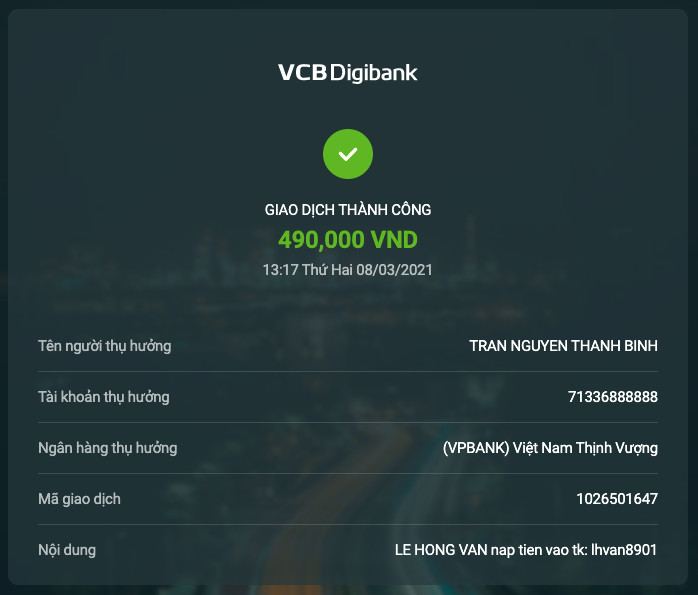 VCB Digibank
GIAO DỊCH THÀNH CÔNG
490,000 VND
13:17 Thứ Hai 08/03/2021
Tên người thụ hưởng TRAN NGUYEN THANH BINH
Tài khoản thụ hưởng 71336888888
Ngân hàng thụ hưởng (VPBANK) Việt Nam Thịnh Vượng
Mã giao dịch 1026501647
Nội dung LE HONG VAN nap tien vao tk: lhvan8901